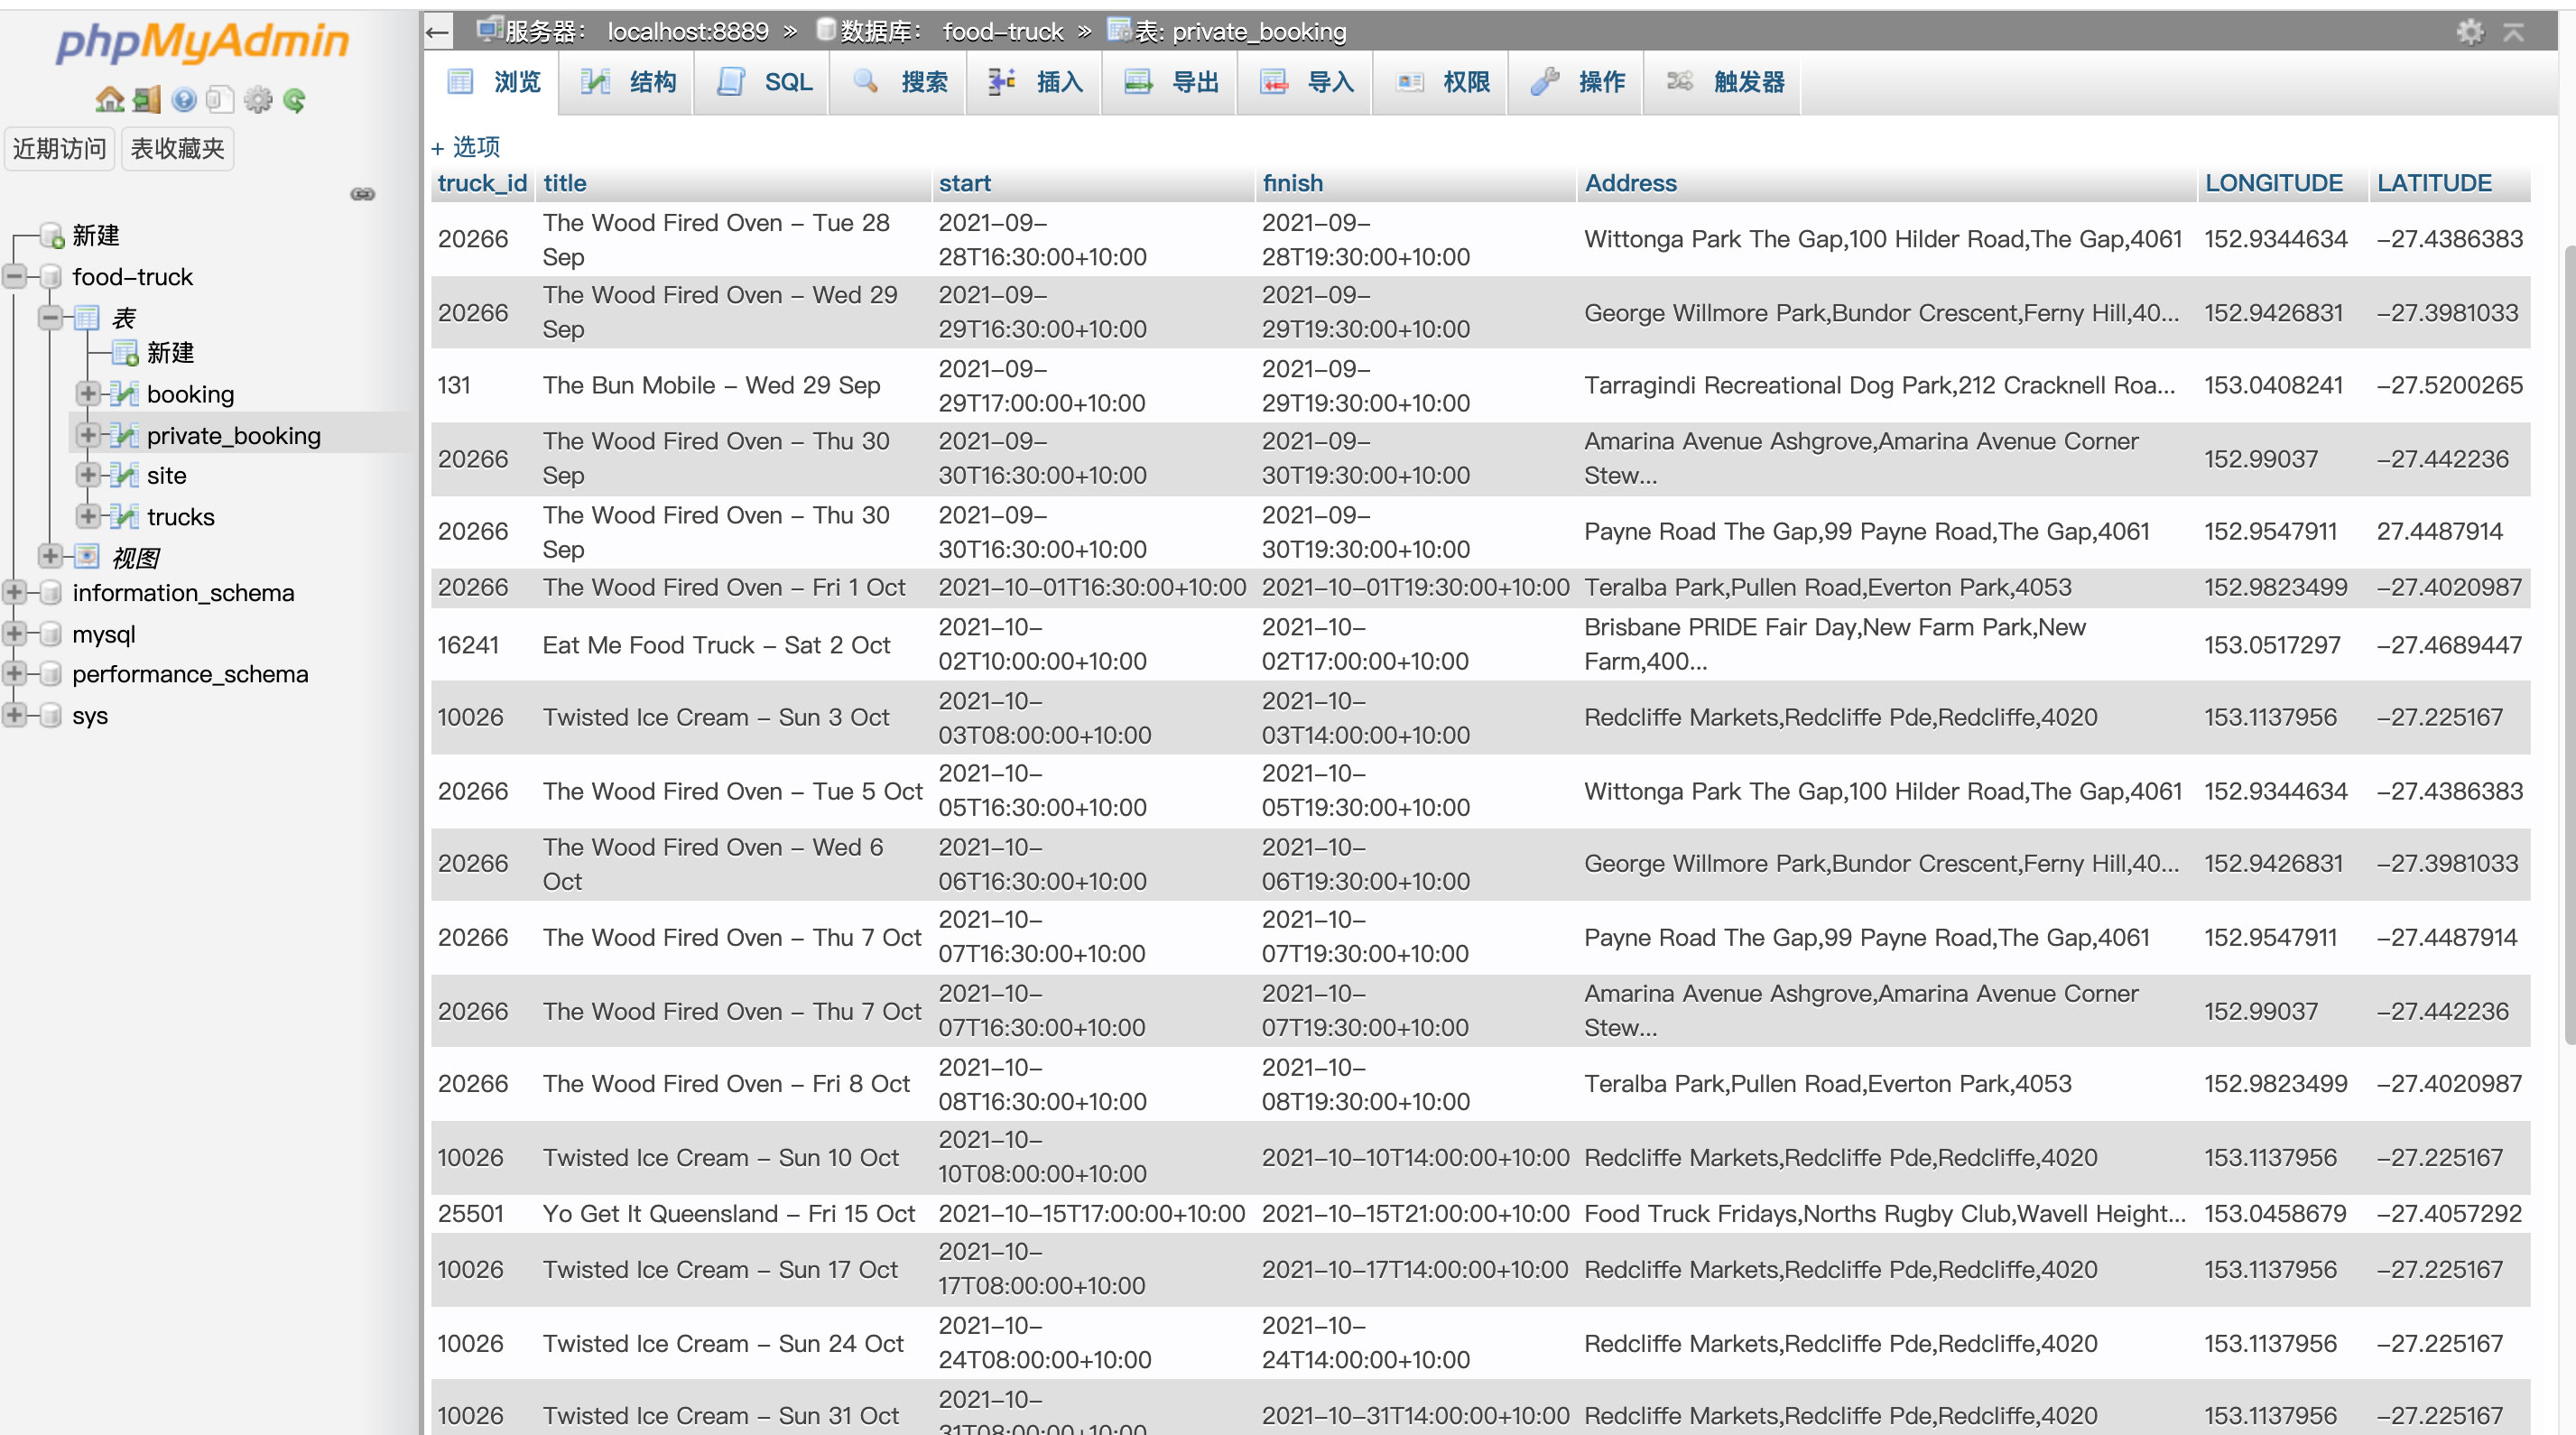 phpMyAdmin
近期访问 表收藏夹
新建
food-truck
表
新建
booking
private_booking
site
trucks
视图
information_schema
mysql
performance_schema
sys
服务器: localhost:8889 » 数据库: food-truck » 表: private_booking
浏览 结构 SQL 搜索 插入 导出 导入 权限 操作 触发器
+ 选项
truck_id title start finish Address LONGITUDE LATITUDE
20266 The Wood Fired Oven - Tue 28 Sep 2021-09-28T16:30:00+10:00 2021-09-28T19:30:00+10:00 Wittonga Park The Gap,100 Hilder Road,The Gap,4061 152.9344634 -27.4386383
20266 The Wood Fired Oven - Wed 29 Sep 2021-09-29T16:30:00+10:00 2021-09-29T19:30:00+10:00 George Willmore Park,Bundor Crescent,Ferny Hill,40... 152.9426831 -27.3981033
131 The Bun Mobile - Wed 29 Sep 2021-09-29T17:00:00+10:00 2021-09-29T19:30:00+10:00 Tarragindi Recreational Dog Park,212 Cracknell Roa... 153.0408241 -27.5200265
20266 The Wood Fired Oven - Thu 30 Sep 2021-09-30T16:30:00+10:00 2021-09-30T19:30:00+10:00 Amarina Avenue Ashgrove,Amarina Avenue Corner Stew... 152.99037 -27.442236
20266 The Wood Fired Oven - Thu 30 Sep 2021-09-30T16:30:00+10:00 2021-09-30T19:30:00+10:00 Payne Road The Gap,99 Payne Road,The Gap,4061 152.9547911 27.4487914
20266 The Wood Fired Oven - Fri 1 Oct 2021-10-01T16:30:00+10:00 2021-10-01T19:30:00+10:00 Teralba Park,Pullen Road,Everton Park,4053 152.9823499 -27.4020987
16241 Eat Me Food Truck - Sat 2 Oct 2021-10-02T10:00:00+10:00 2021-10-02T17:00:00+10:00 Brisbane PRIDE Fair Day,New Farm Park,New Farm,400... 153.0517297 -27.4689447
10026 Twisted Ice Cream - Sun 3 Oct 2021-10-03T08:00:00+10:00 2021-10-03T14:00:00+10:00 Redcliffe Markets,Redcliffe Pde,Redcliffe,4020 153.1137956 -27.225167
20266 The Wood Fired Oven - Tue 5 Oct 2021-10-05T16:30:00+10:00 2021-10-05T19:30:00+10:00 Wittonga Park The Gap,100 Hilder Road,The Gap,4061 152.9344634 -27.4386383
20266 The Wood Fired Oven - Wed 6 Oct 2021-10-06T16:30:00+10:00 2021-10-06T19:30:00+10:00 George Willmore Park,Bundor Crescent,Ferny Hill,40... 152.9426831 -27.3981033
20266 The Wood Fired Oven - Thu 7 Oct 2021-10-07T16:30:00+10:00 2021-10-07T19:30:00+10:00 Payne Road The Gap,99 Payne Road,The Gap,4061 152.9547911 -27.4487914
20266 The Wood Fired Oven - Thu 7 Oct 2021-10-07T16:30:00+10:00 2021-10-07T19:30:00+10:00 Amarina Avenue Ashgrove,Amarina Avenue Corner Stew... 152.99037 -27.442236
20266 The Wood Fired Oven - Fri 8 Oct 2021-10-08T16:30:00+10:00 2021-10-08T19:30:00+10:00 Teralba Park,Pullen Road,Everton Park,4053 152.9823499 -27.4020987
10026 Twisted Ice Cream - Sun 10 Oct 2021-10-10T08:00:00+10:00 2021-10-10T14:00:00+10:00 Redcliffe Markets,Redcliffe Pde,Redcliffe,4020 153.1137956 -27.225167
25501 Yo Get It Queensland - Fri 15 Oct 2021-10-15T17:00:00+10:00 2021-10-15T21:00:00+10:00 Food Truck Fridays,Norths Rugby Club,Wavell Height... 153.0458679 -27.4057292
10026 Twisted Ice Cream - Sun 17 Oct 2021-10-17T08:00:00+10:00 2021-10-17T14:00:00+10:00 Redcliffe Markets,Redcliffe Pde,Redcliffe,4020 153.1137956 -27.225167
10026 Twisted Ice Cream - Sun 24 Oct 2021-10-24T08:00:00+10:00 2021-10-24T14:00:00+10:00 Redcliffe Markets,Redcliffe Pde,Redcliffe,4020 153.1137956 -27.225167
10026 Twisted Ice Cream - Sun 31 Oct 2021-10-31T08:00:00+10:00 2021-10-31T14:00:00+10:00 Redcliffe Markets,Redcliffe Pde,Redcliffe,4020 153.1137956 -27.225167